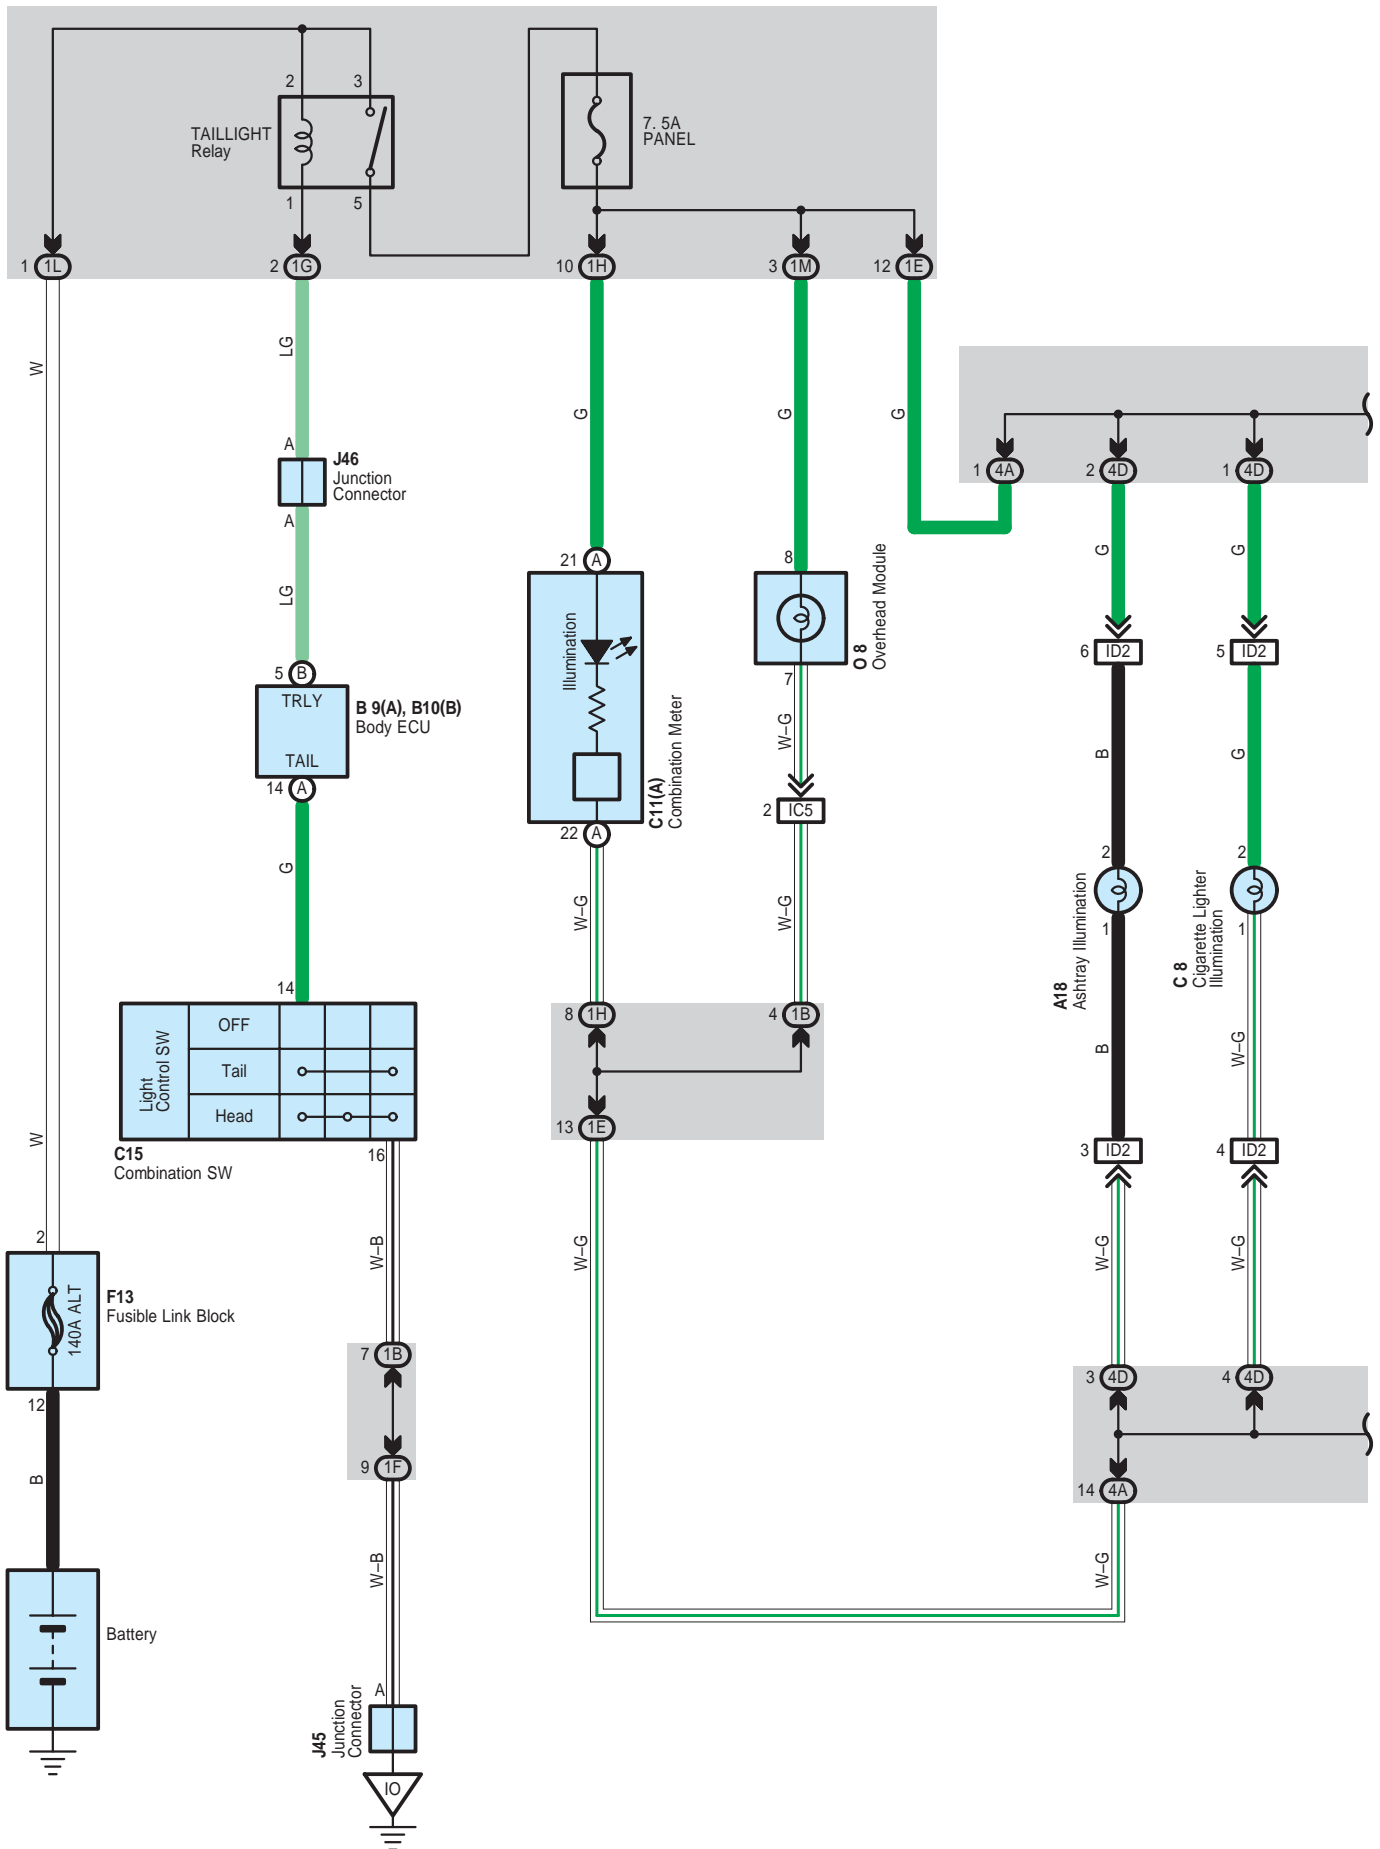 2
3
TAILLIGHT
Relay
7. 5A
PANEL
1
5
1 1L
2 1G
10 1H
3 1M
12 1E
W
LG
G
G
G
1 4A
2 4D
1 4D
A
J46
Junction
Connector
A
LG
G
G
21 A
8
O 8
Overhead Module
6 ID2
5 ID2
Illumination
5 B
TRLY
B 9(A), B10(B)
Body ECU
TAIL
14 A
7
W–G
B
G
C11(A)
Combination Meter
2 IC5
22 A
G
2
2
W–G
W–G
A18
Ashtray Illumination
1
C 8
Cigarette Lighter
Illumination
1
14
8 1H
4 1B
Light
Control SW
OFF
Tail
Head
B
W–G
W
13 1E
C15
Combination SW
16
3 ID2
4 ID2
2
W–B
W–G
W–G
W–G
140A ALT
F13
Fusible Link Block
7 1B
3 4D
4 4D
12
B
9 1F
14 4A
W–B
W–G
Battery
A
J45
Junction
Connector
IO